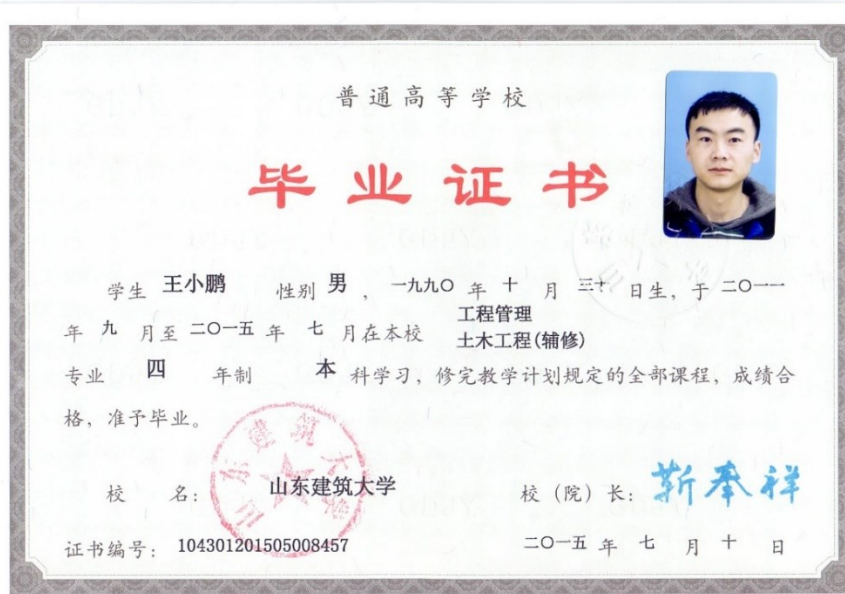 普通高等学校
毕业证书
学生 王小鹏 性别 男 ，一九九〇 年 十 月 三十 日生，于 二〇一一
年 九 月至 二〇一五 年 七 月在本校 工程管理
土木工程(辅修)
专业 四 年制 本 科学习，修完教学计划规定的全部课程，成绩合
格，准予毕业。
山东建筑大学
校 名： 山东建筑大学 校（院）长： 靳奉祥
证书编号： 104301201505008457 二〇一五 年 七 月 十 日